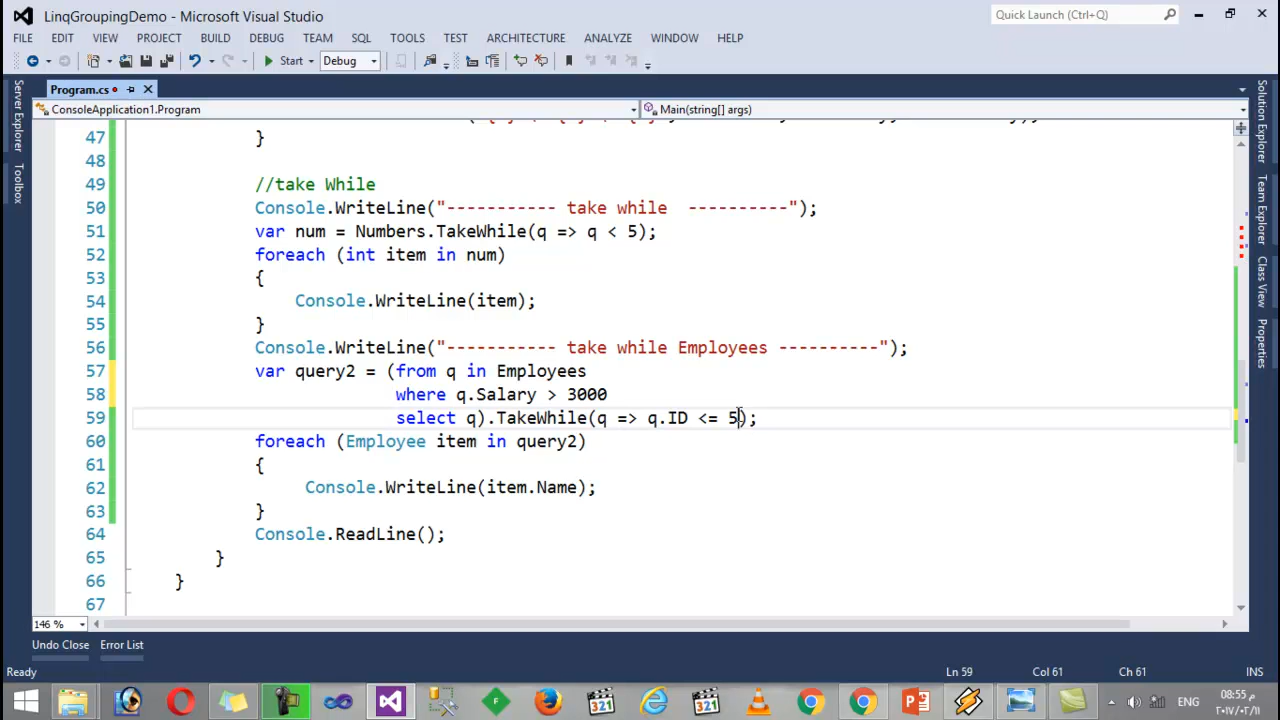 LinqGroupingDemo - Microsoft Visual Studio
Quick Launch (Ctrl+Q)
FILE EDIT VIEW PROJECT BUILD DEBUG TEAM SQL TOOLS TEST ARCHITECTURE ANALYZE WINDOW HELP
Start Debug
Program.cs
ConsoleApplication1.Program Main(string[] args)
Server Explorer
Toolbox
Solution Explorer
Team Explorer
Class View
Properties
47 }
48
49 //take While
50 Console.WriteLine("----------- take while  ----------");
51 var num = Numbers.TakeWhile(q => q < 5);
52 foreach (int item in num)
53 {
54 Console.WriteLine(item);
55 }
56 Console.WriteLine("----------- take while Employees ----------");
57 var query2 = (from q in Employees
58 where q.Salary > 3000
59 select q).TakeWhile(q => q.ID <= 5);
60 foreach (Employee item in query2)
61 {
62 Console.WriteLine(item.Name);
63 }
64 Console.ReadLine();
65 }
66 }
67
146 %
Undo Close Error List
Ready Ln 59 Col 61 Ch 61 INS
ENG
08:55 م